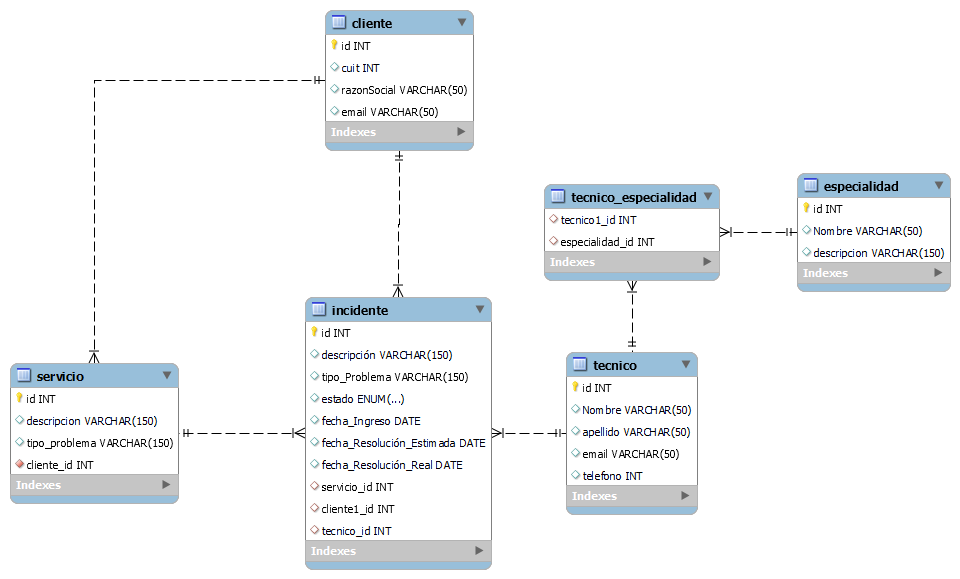 cliente
id INT
cuit INT
razonSocial VARCHAR(50)
email VARCHAR(50)
Indexes
tecnico_especialidad
tecnico1_id INT
especialidad_id INT
Indexes
especialidad
id INT
Nombre VARCHAR(50)
descripcion VARCHAR(150)
Indexes
incidente
id INT
descripción VARCHAR(150)
tipo_Problema VARCHAR(150)
estado ENUM(...)
fecha_Ingreso DATE
fecha_Resolución_Estimada DATE
fecha_Resolución_Real DATE
servicio_id INT
cliente1_id INT
tecnico_id INT
Indexes
servicio
id INT
descripcion VARCHAR(150)
tipo_problema VARCHAR(150)
cliente_id INT
Indexes
tecnico
id INT
Nombre VARCHAR(50)
apellido VARCHAR(50)
email VARCHAR(50)
telefono INT
Indexes